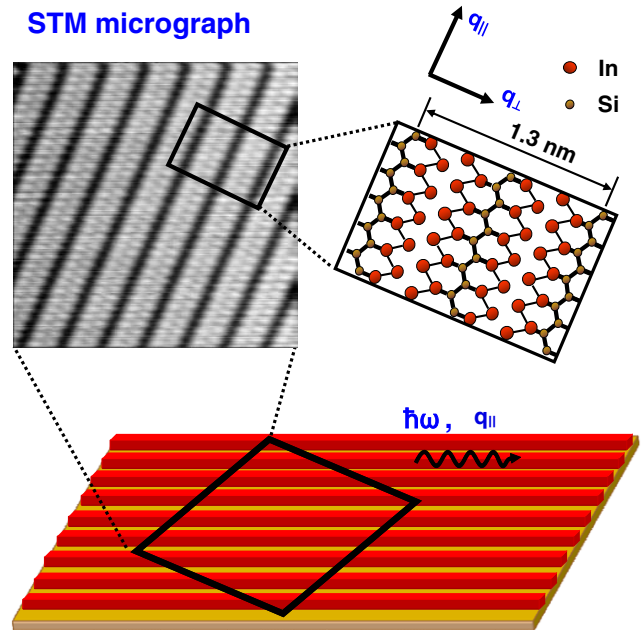 STM micrograph
q||
q⊥
In
Si
1.3 nm
ħω, q||